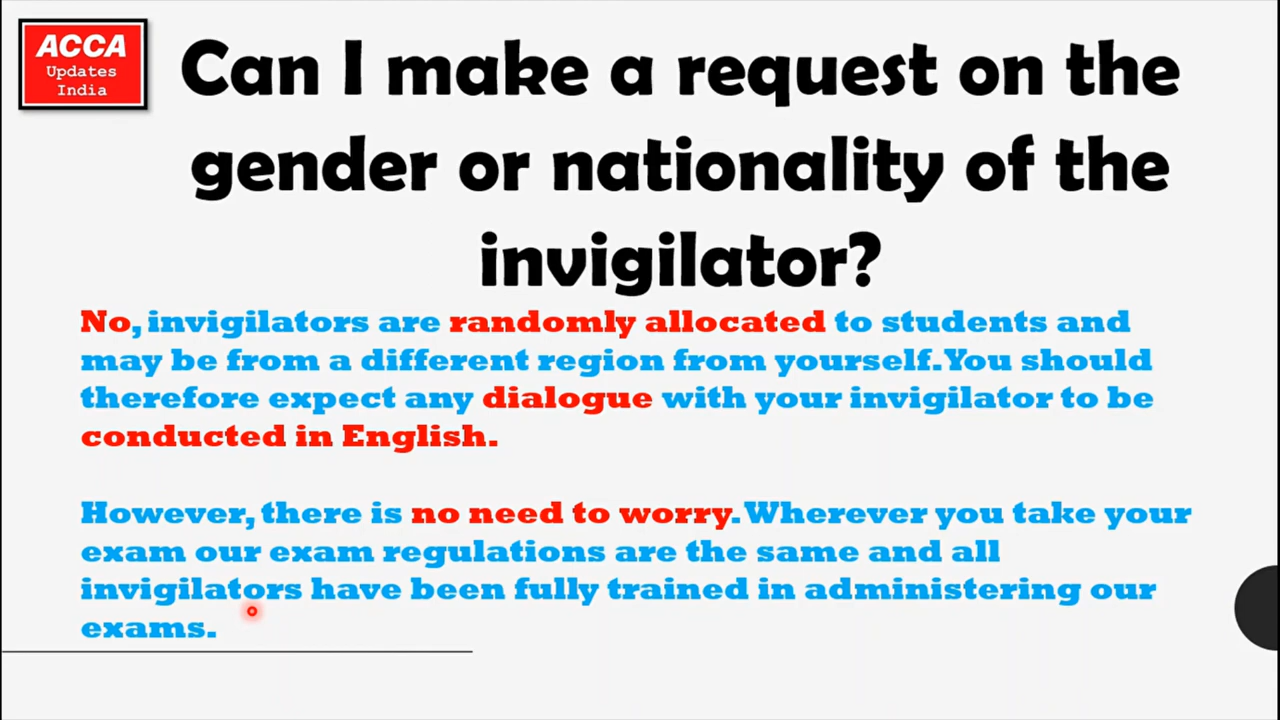 ACCA
Updates
India
Can I make a request on the
gender or nationality of the
invigilator?
No, invigilators are randomly allocated to students and
may be from a different region from yourself. You should
therefore expect any dialogue with your invigilator to be
conducted in English.
However, there is no need to worry. Wherever you take your
exam our exam regulations are the same and all
invigilators have been fully trained in administering our
exams.